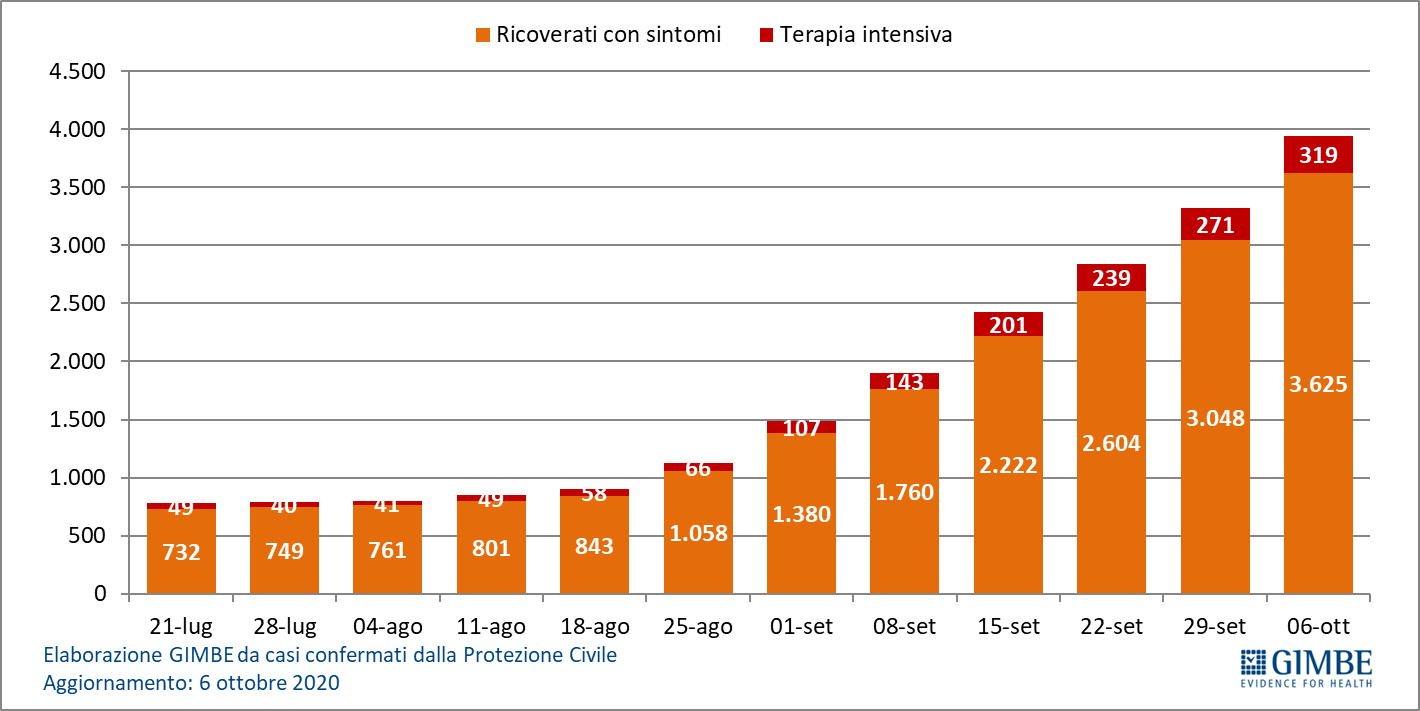 Ricoverati con sintomi Terapia intensiva
4.500
4.000
3.500
3.000
2.500
2.000
1.500
1.000
500
0
49 40 41 49 58 66 107 143 201 239 271 319
732 749 761 801 843 1.058 1.380 1.760 2.222 2.604 3.048 3.625
21-lug 28-lug 04-ago 11-ago 18-ago 25-ago 01-set 08-set 15-set 22-set 29-set 06-ott
Elaborazione GIMBE da casi confermati dalla Protezione Civile
Aggiornamento: 6 ottobre 2020
GIMBE
EVIDENCE FOR HEALTH